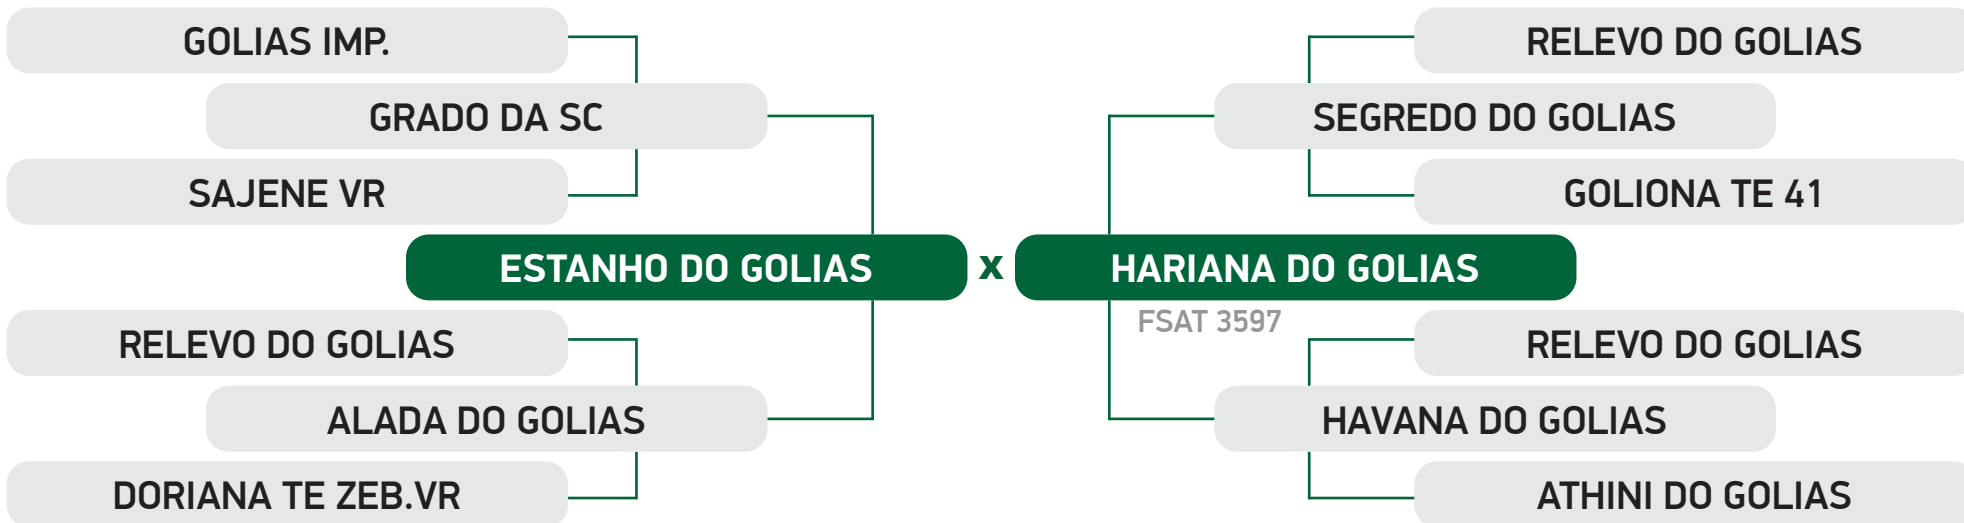 GOLIAS IMP.
RELEVO DO GOLIAS
GRADO DA SC
SEGREDO DO GOLIAS
SAJENE VR
GOLIONA TE 41
ESTANHO DO GOLIAS
x
HARIANA DO GOLIAS
FSAT 3597
RELEVO DO GOLIAS
RELEVO DO GOLIAS
ALADA DO GOLIAS
HAVANA DO GOLIAS
DORIANA TE ZEB.VR
ATHINI DO GOLIAS